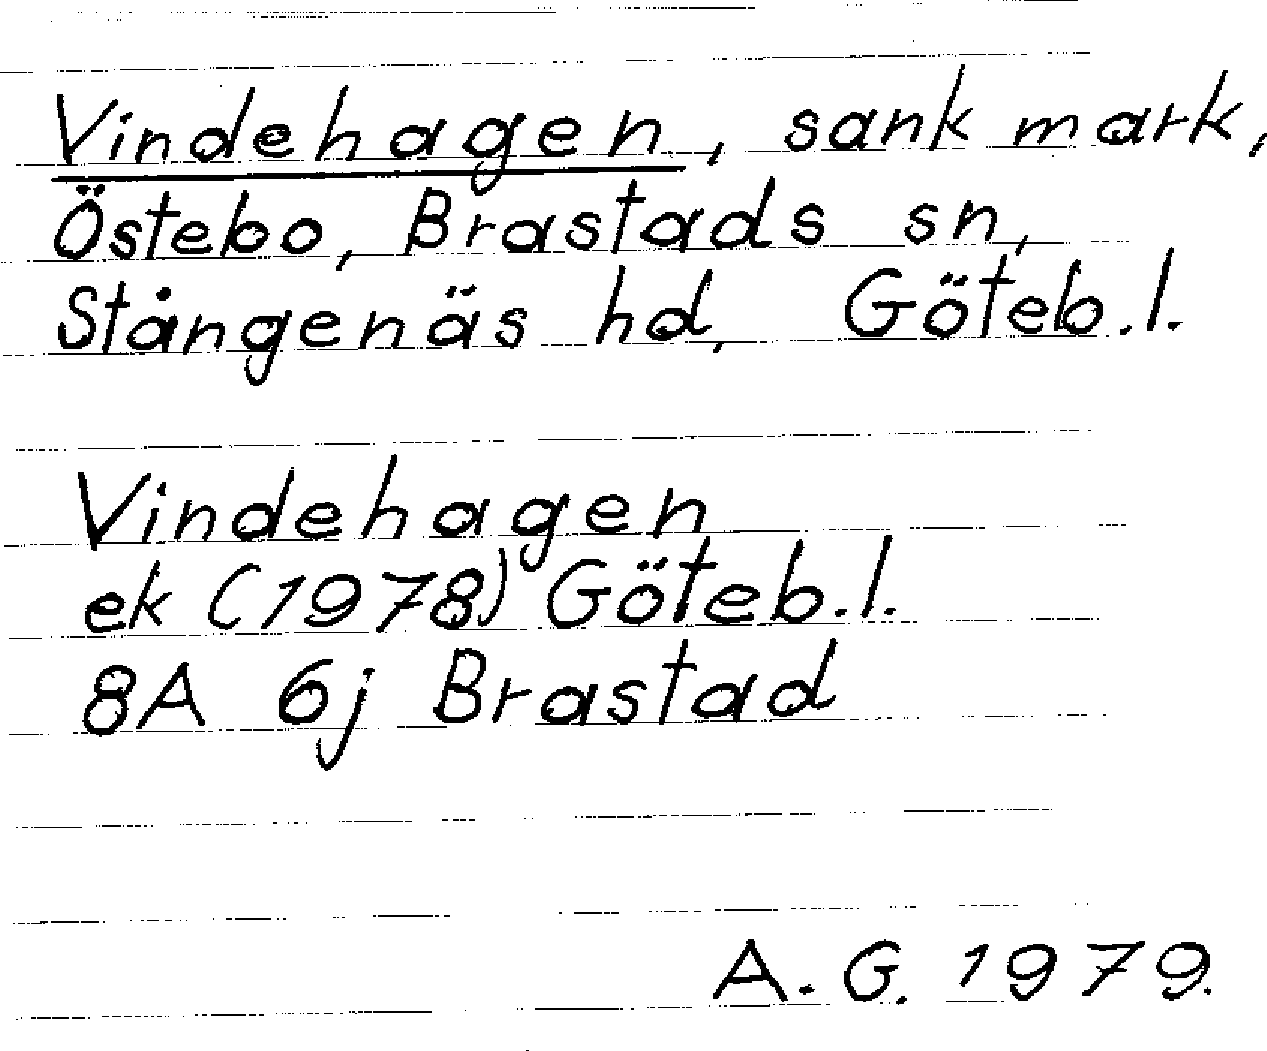 Vindehagen, sank mark,
Östebo, Brastads sn,
Stångenäs hd, Göteb.l.
Vindehagen
ek (1978) Göteb.l.
8A 6j Brastad
A. G. 1979.